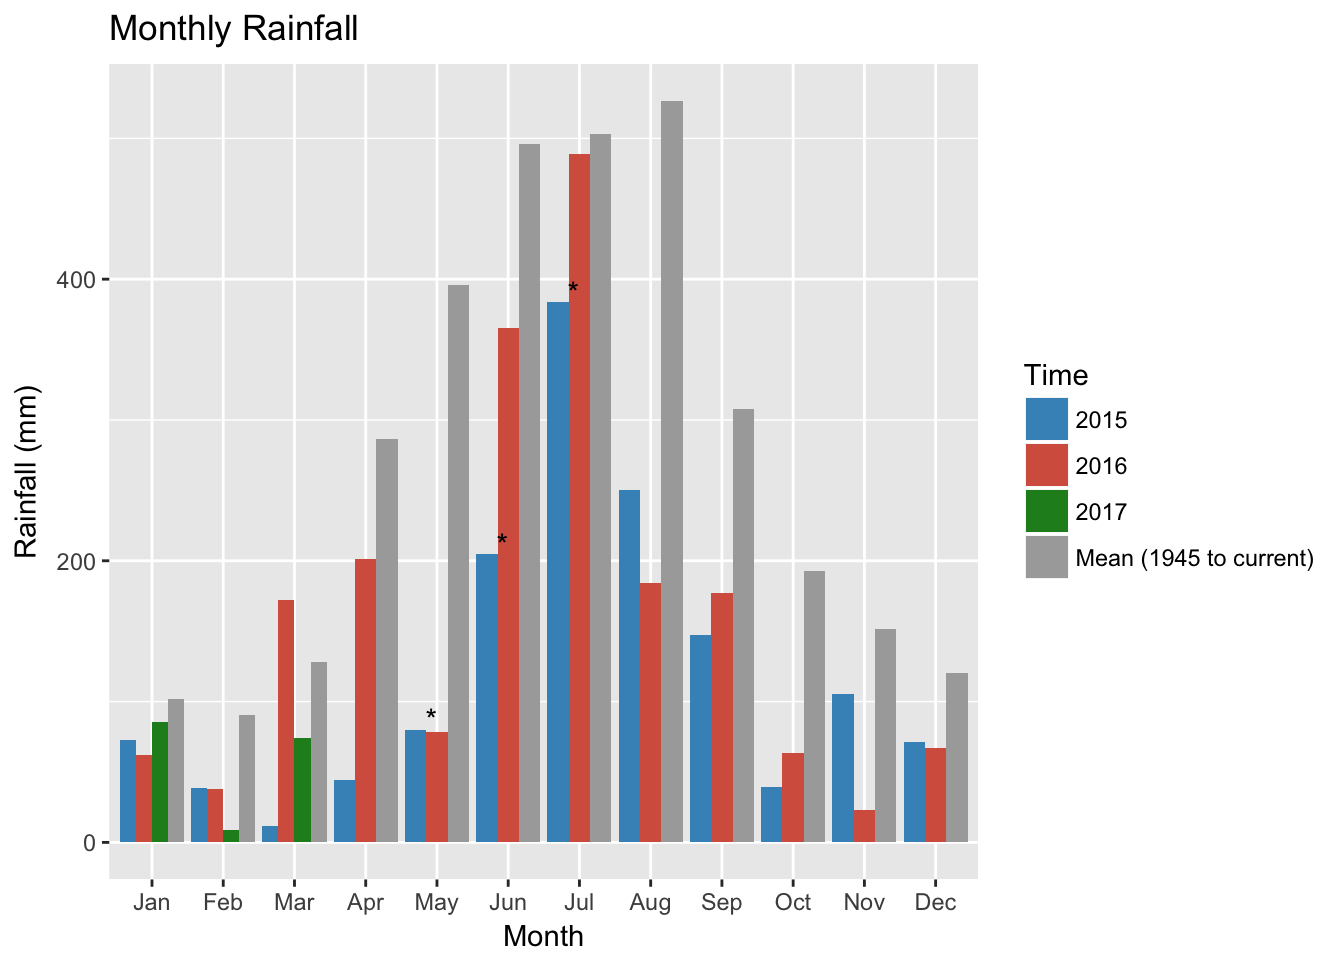 Monthly Rainfall
Rainfall (mm)
400
200
0
*
*
*
Jan Feb Mar Apr May Jun Jul Aug Sep Oct Nov Dec
Month
Time
2015
2016
2017
Mean (1945 to current)